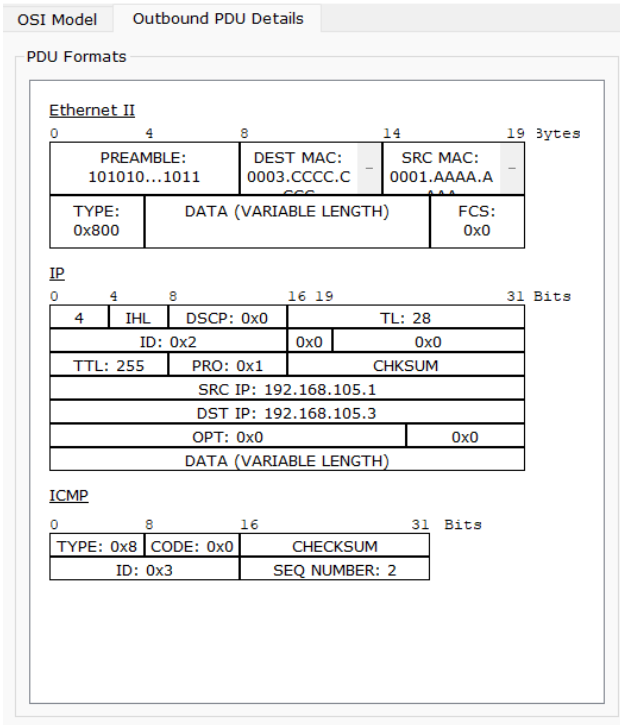 OSI Model Outbound PDU Details
PDU Formats
Ethernet II
0 4 8 14 19 Bytes
PREAMBLE: DEST MAC: SRC MAC:
101010...1011 0003.CCCC.C 0001.AAAA.A
TYPE: DATA (VARIABLE LENGTH) FCS:
0x800 0x0
IP
0 4 8 16 19 31 Bits
4 IHL DSCP: 0x0 TL: 28
ID: 0x2 0x0 0x0
TTL: 255 PRO: 0x1 CHKSUM
SRC IP: 192.168.105.1
DST IP: 192.168.105.3
OPT: 0x0 0x0
DATA (VARIABLE LENGTH)
ICMP
0 8 16 31 Bits
TYPE: 0x8 CODE: 0x0 CHECKSUM
ID: 0x3 SEQ NUMBER: 2